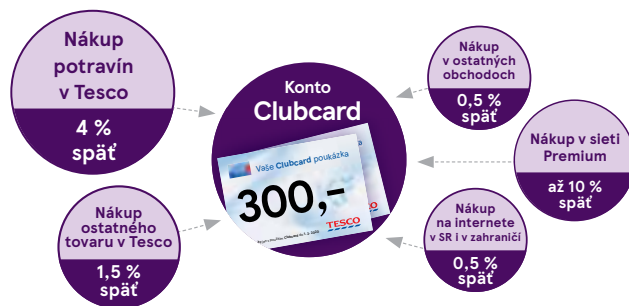 Nákup
potravín
v Tesco
4 %
späť
Nákup
ostatného
tovaru v Tesco
1,5 %
späť
Konto
Clubcard
Vaše Clubcard poukážka
300,-
TESCO
Nákup
v ostatných
obchodoch
0,5 %
späť
Nákup v sieti
Premium
až 10 %
späť
Nákup
na internete
v SR i v zahraničí
0,5 %
späť